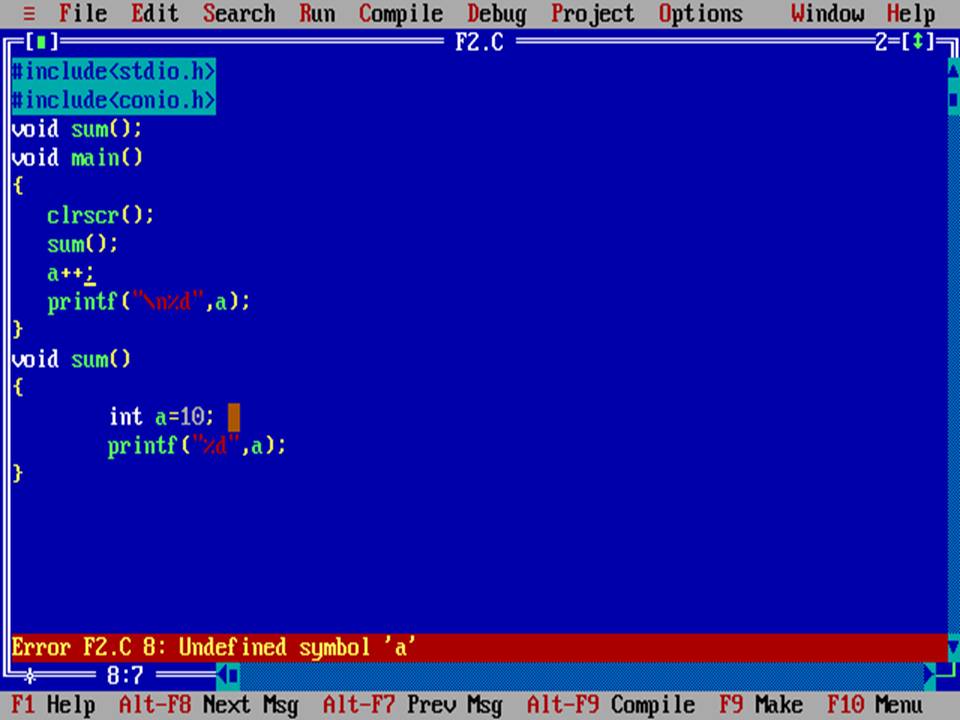 ≡ File Edit Search Run Compile Debug Project Options Window Help
[■] F2.C 2=[↕]
#include<stdio.h>
#include<conio.h>
void sum();
void main()
{
clrscr();
sum();
a++;
printf("\n%d",a);
}
void sum()
{
int a=10;
printf("%d",a);
}
Error F2.C 8: Undefined symbol 'a'
8:7
F1 Help Alt-F8 Next Msg Alt-F7 Prev Msg Alt-F9 Compile F9 Make F10 Menu